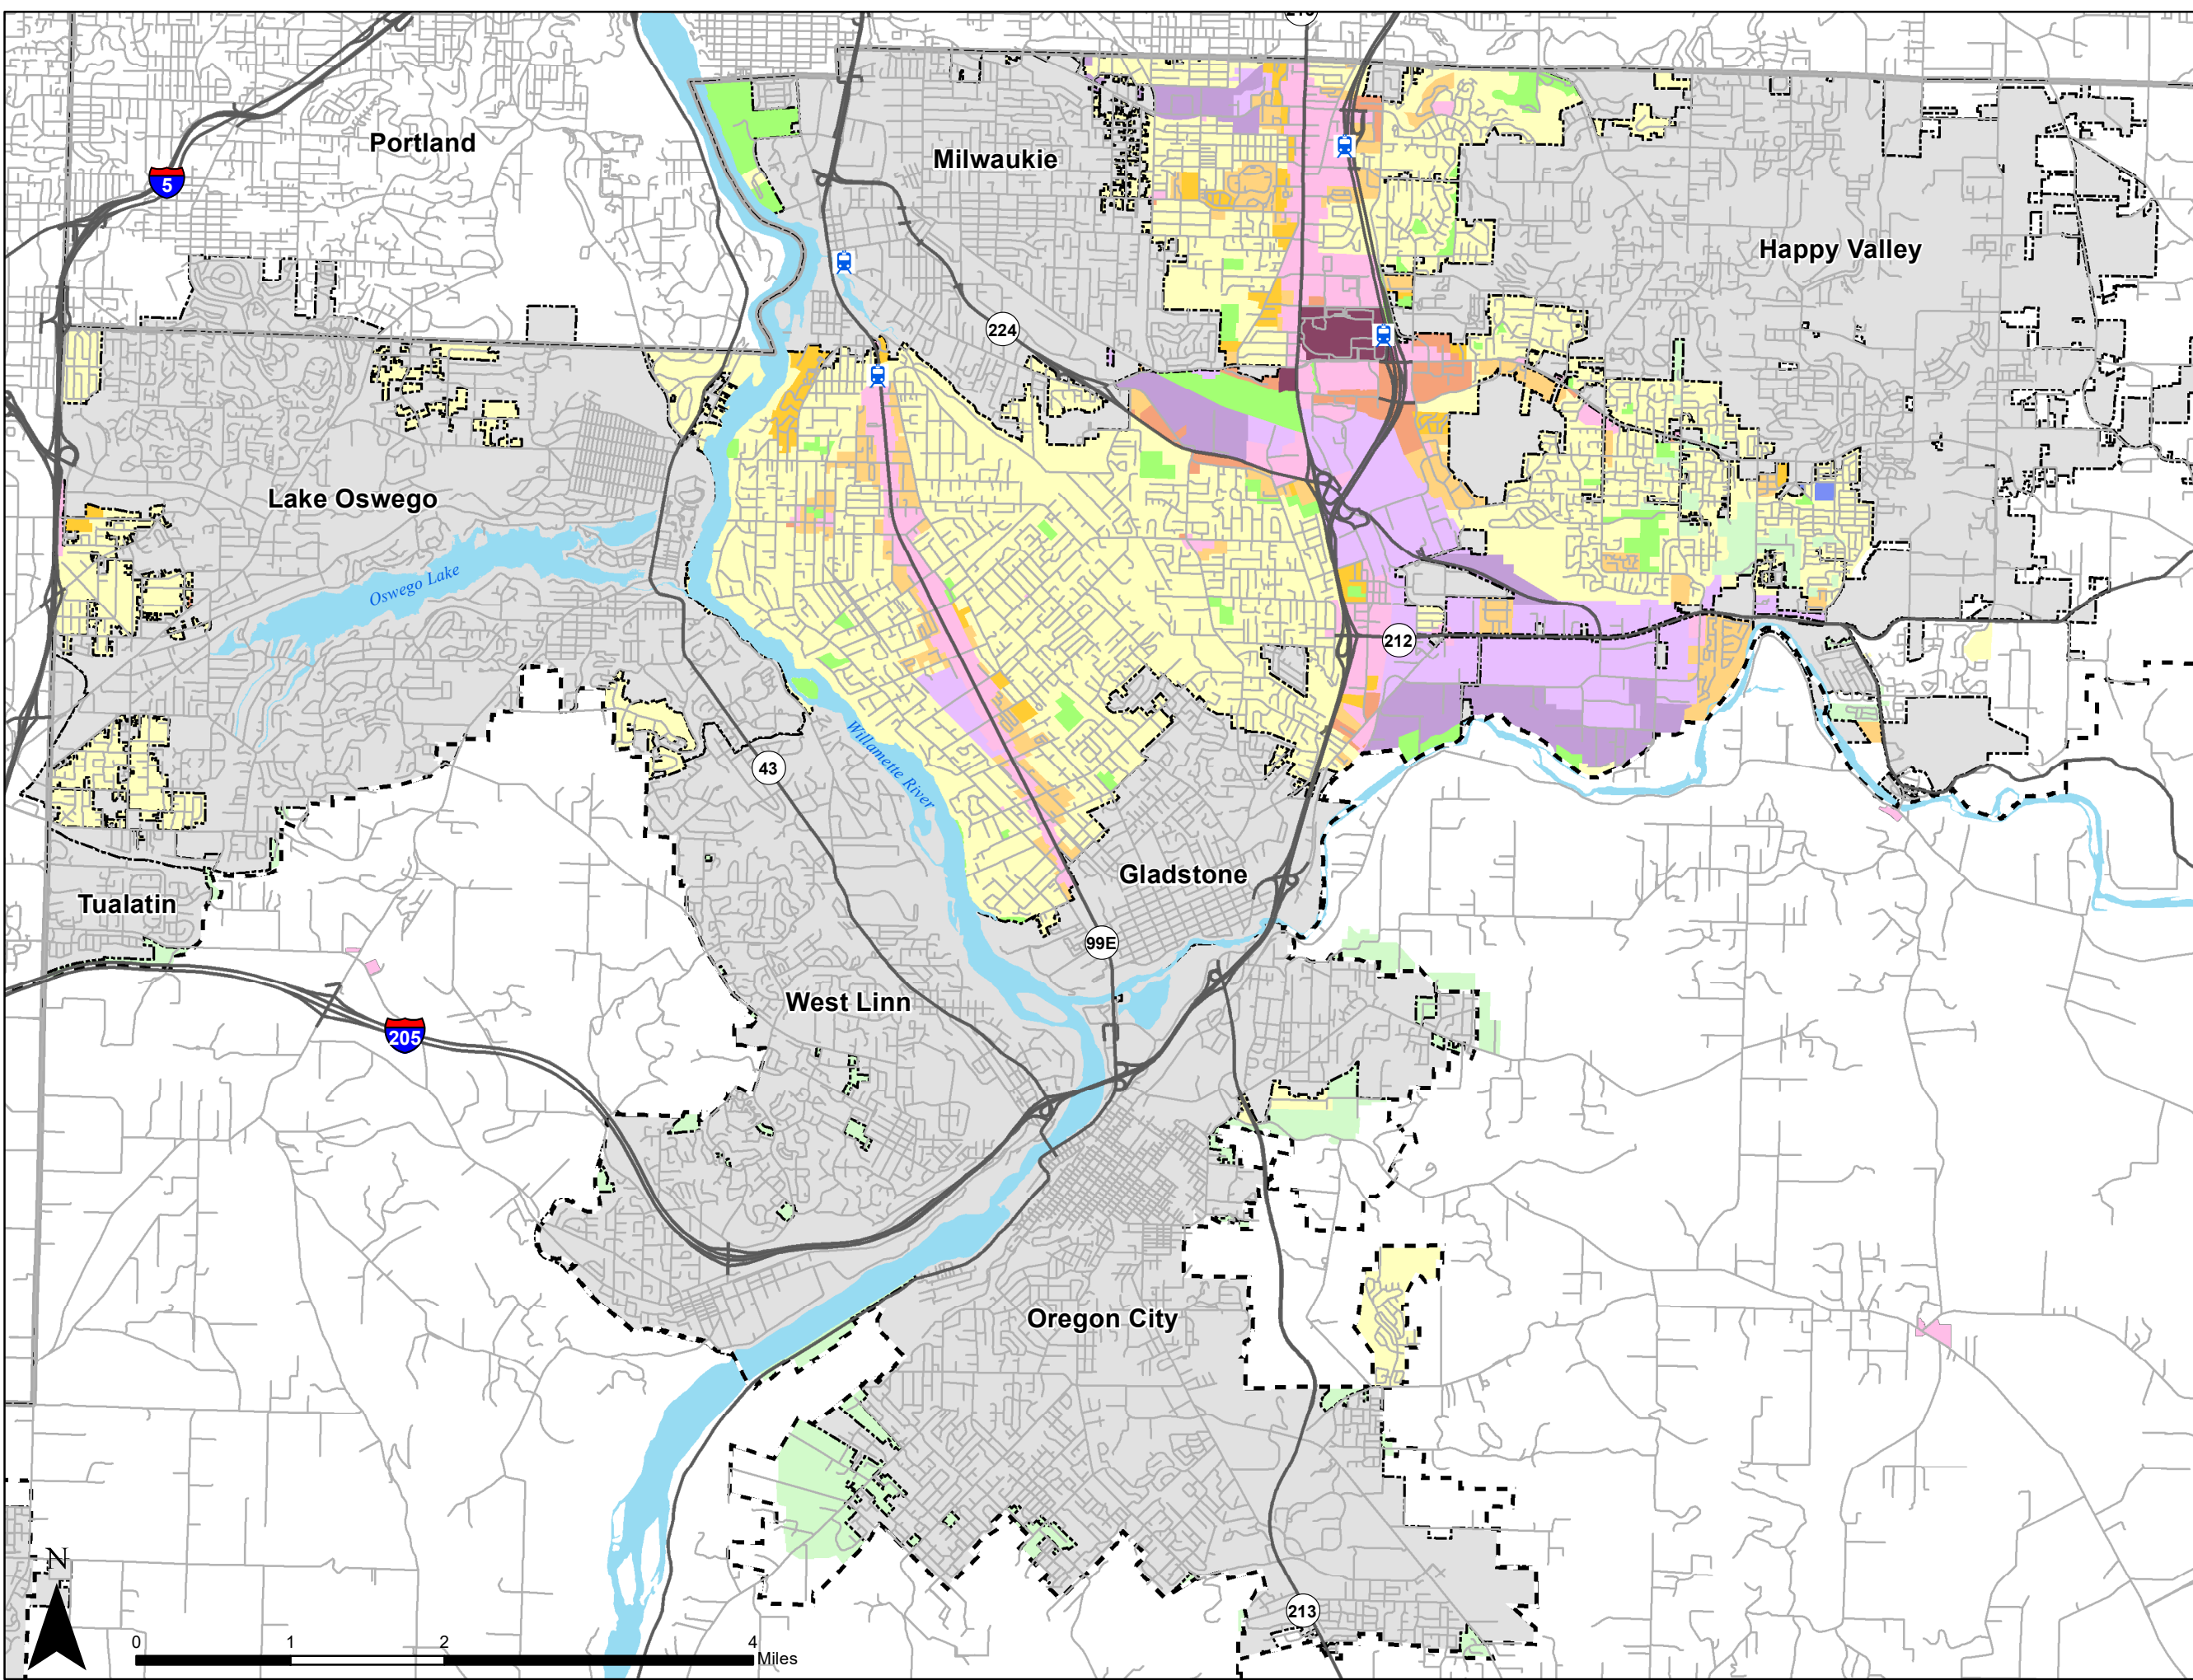 213
Portland
5
Milwaukie
Happy Valley
224
Lake Oswego
Oswego Lake
212
Willamette River
43
Gladstone
Tualatin
99E
West Linn
205
Oregon City
N
213
0 1 2 4
Miles